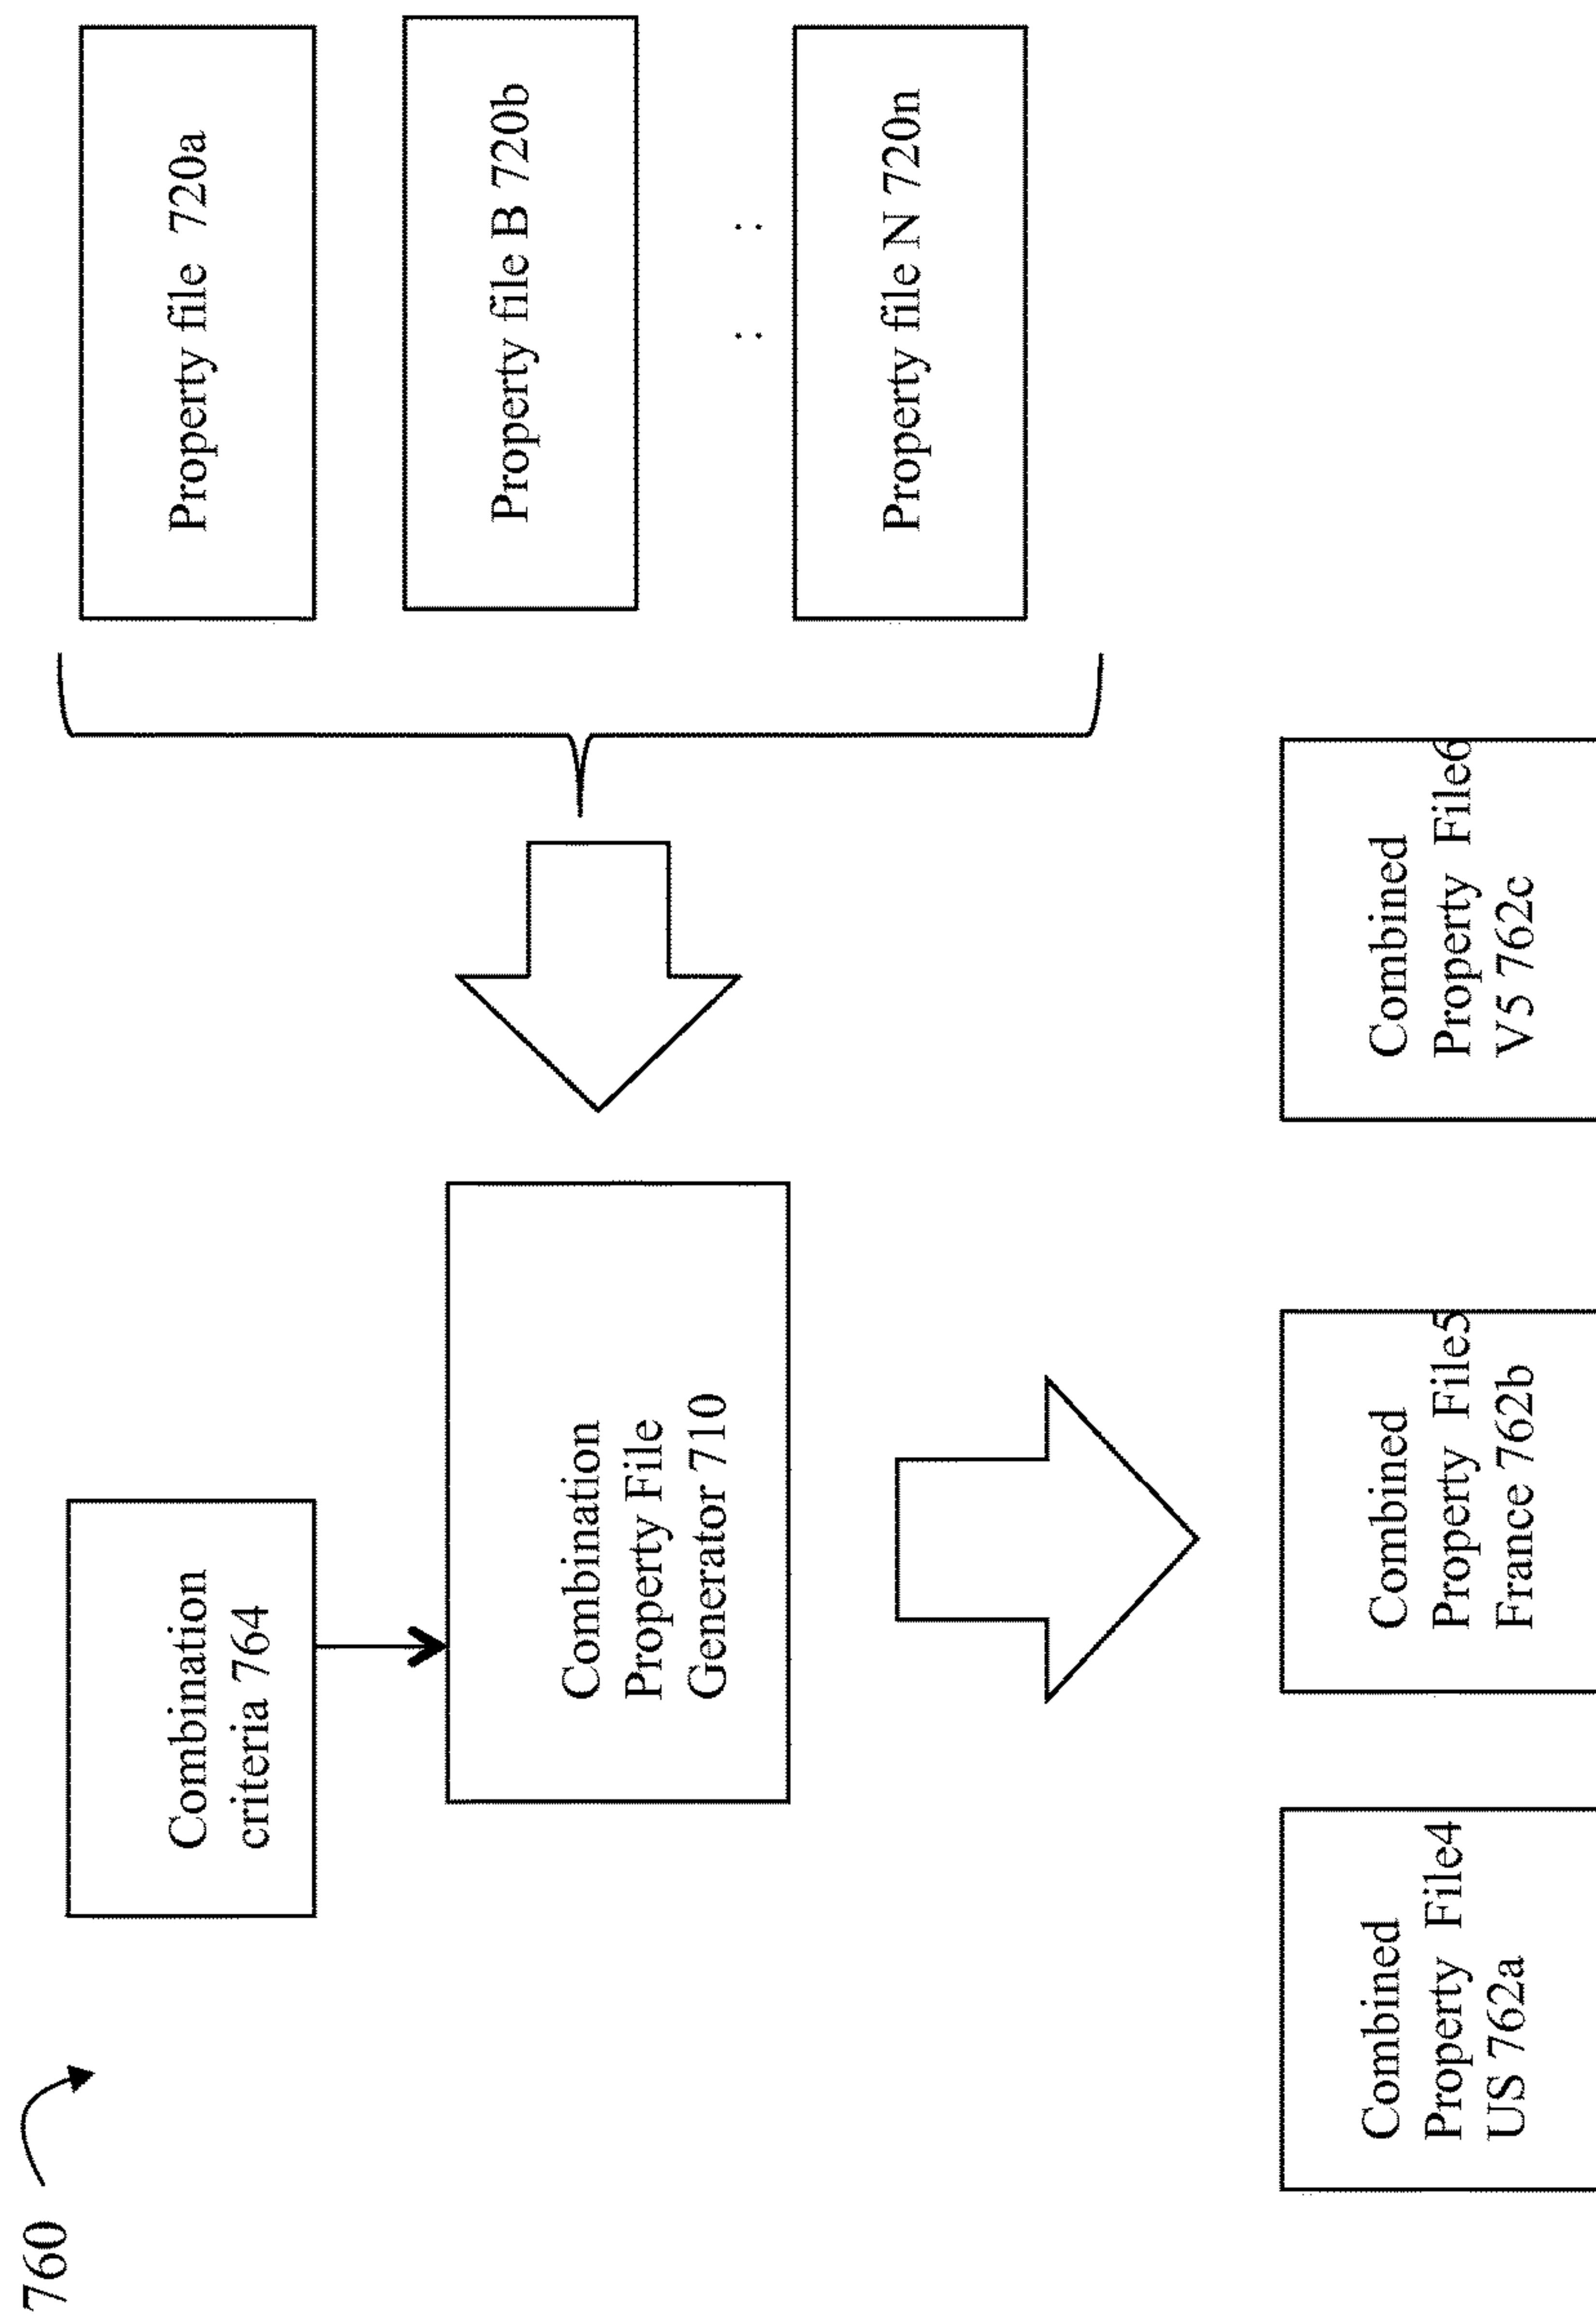 760
Combination
criteria 764
Property file 720a
Combination
Property File
Generator 710
Property file B 720b
: :
Property file N 720n
Combined
Property File4
US 762a
Combined
Property File5
France 762b
Combined
Property File6
V5 762c